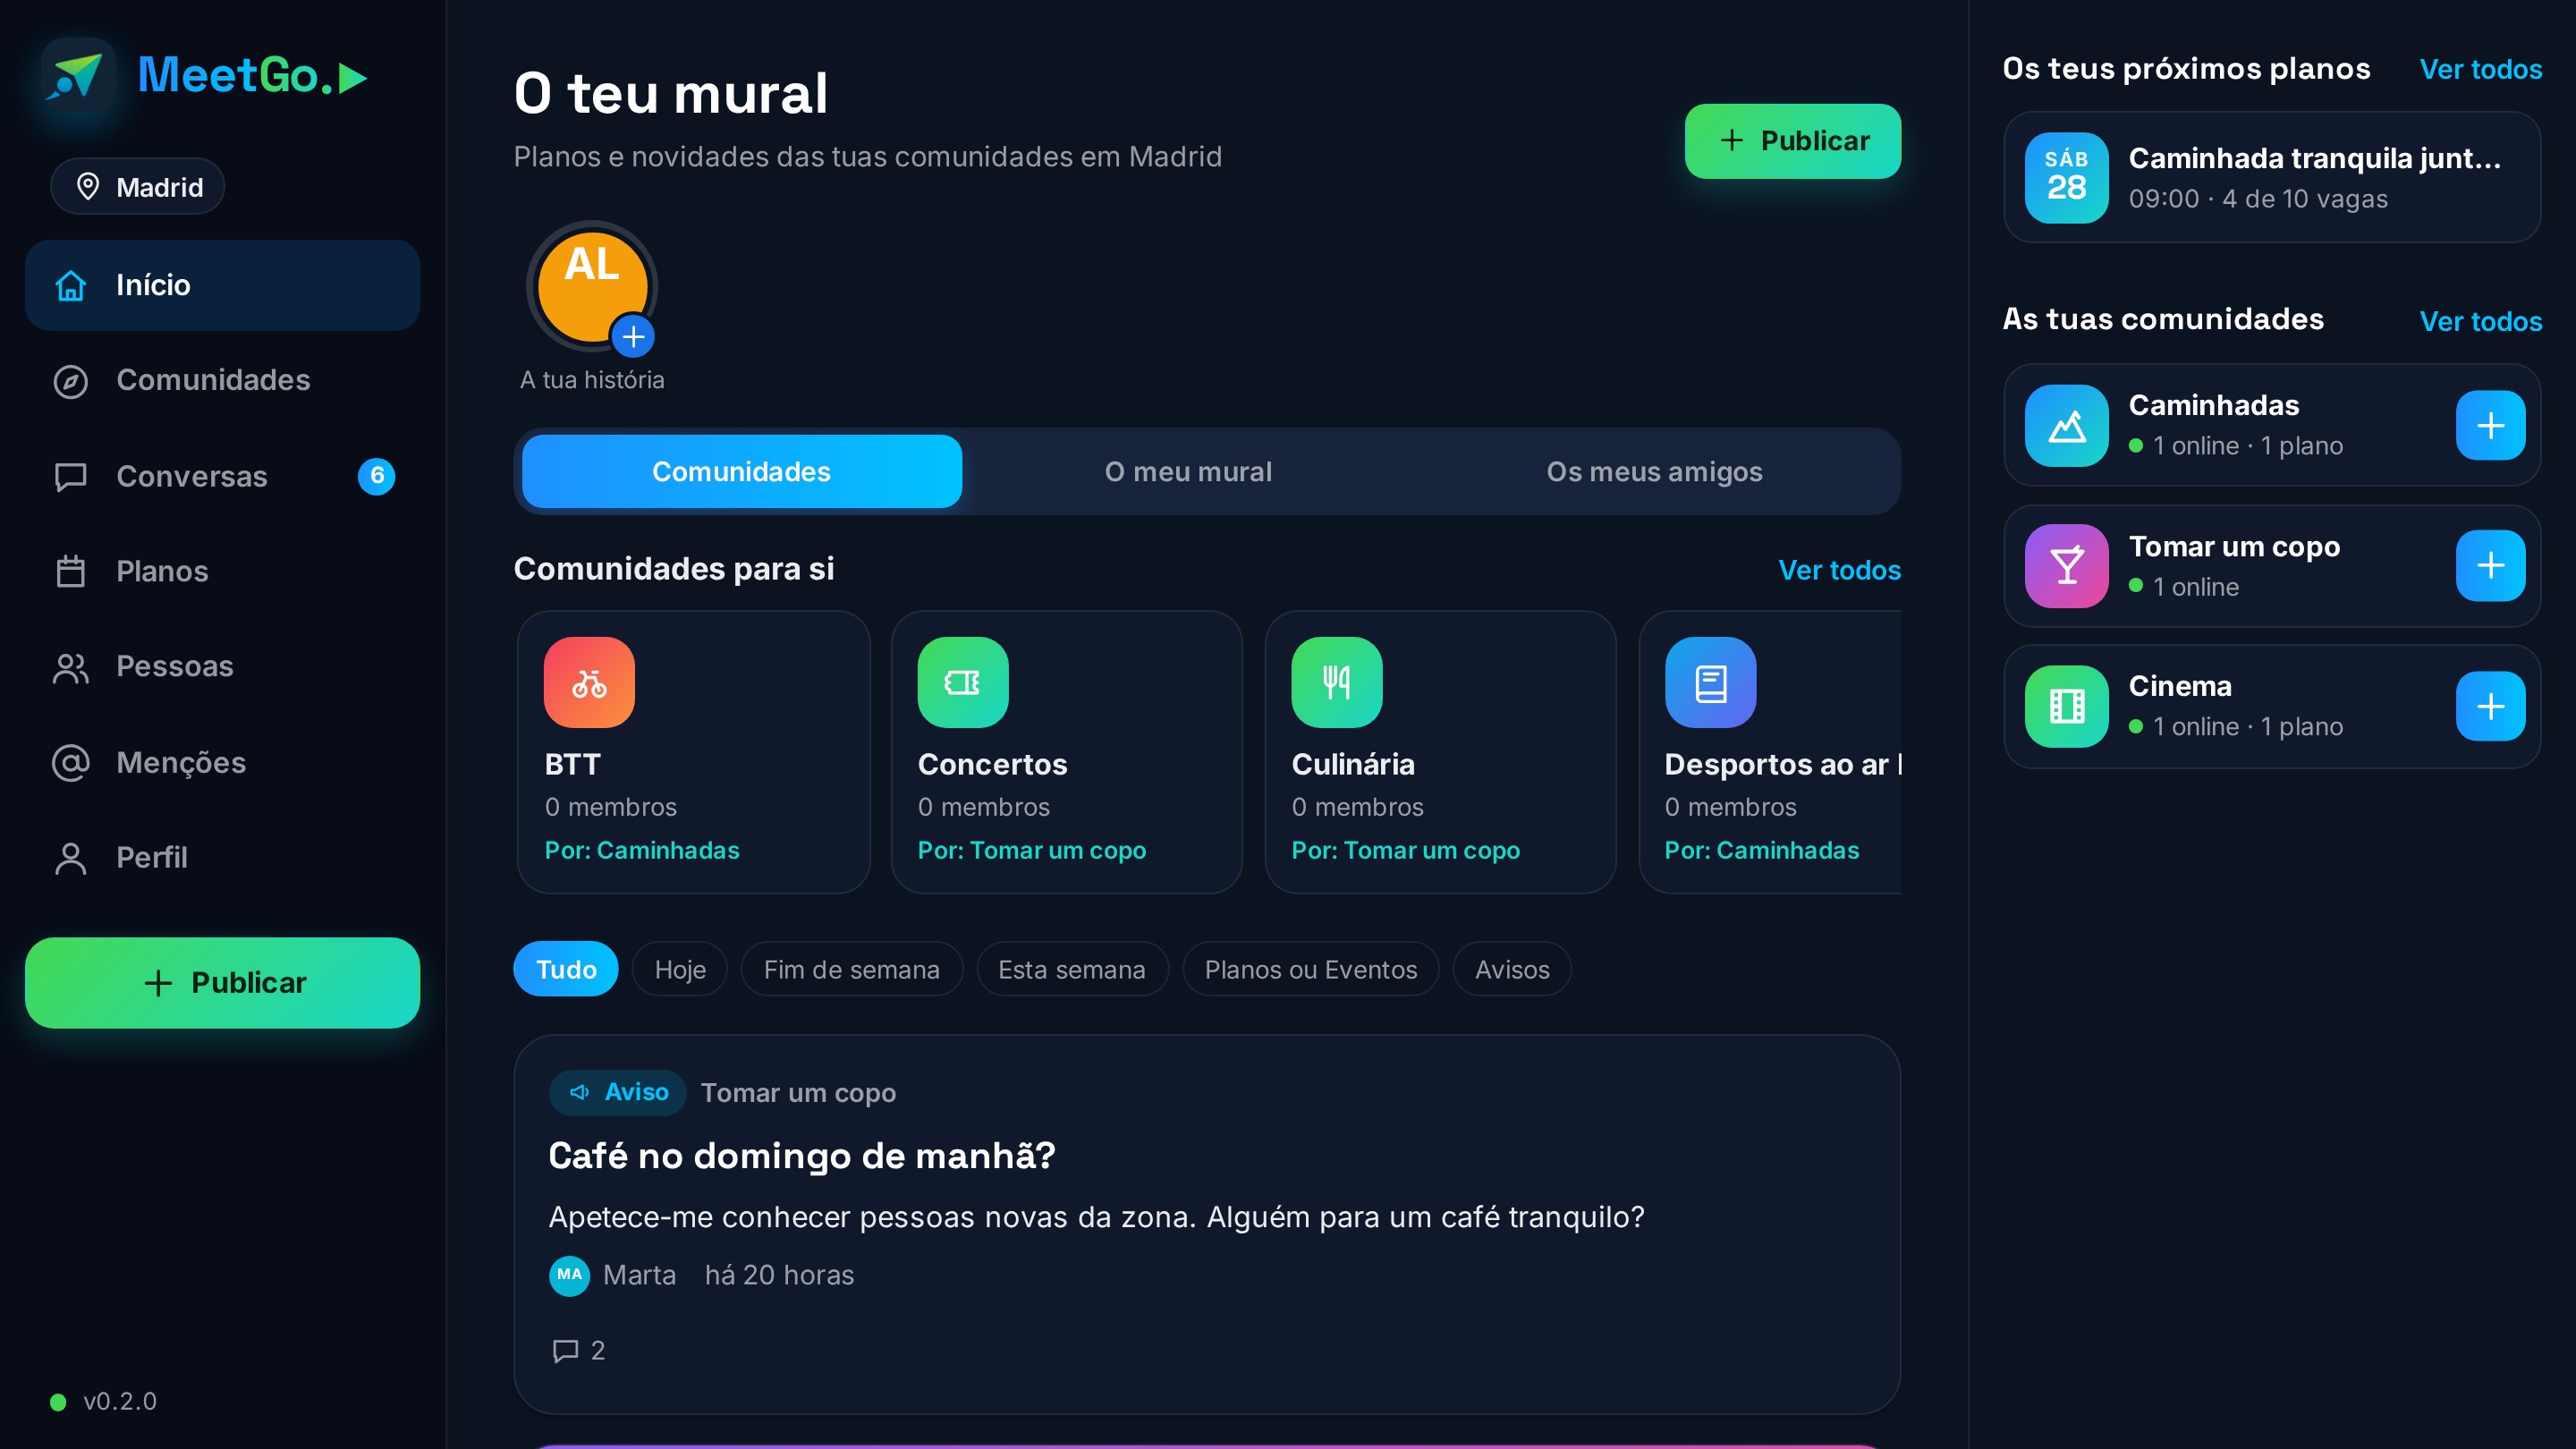 MeetGo.
Madrid
Início
Comunidades
Conversas
6
Planos
Pessoas
Menções
Perfil
Publicar
v0.2.0
O teu mural
Planos e novidades das tuas comunidades em Madrid
Publicar
AL
A tua história
Comunidades
O meu mural
Os meus amigos
Comunidades para si
Ver todos
BTT
0 membros
Por: Caminhadas
Concertos
0 membros
Por: Tomar um copo
Culinária
0 membros
Por: Tomar um copo
Desportos ao ar
0 membros
Por: Caminhadas
Tudo
Hoje
Fim de semana
Esta semana
Planos ou Eventos
Avisos
Aviso
Tomar um copo
Café no domingo de manhã?
Apetece-me conhecer pessoas novas da zona. Alguém para um café tranquilo?
MA
Marta
há 20 horas
2
Os teus próximos planos
Ver todos
SÁB
28
Caminhada tranquila junt...
09:00 · 4 de 10 vagas
As tuas comunidades
Ver todos
Caminhadas
1 online · 1 plano
Tomar um copo
1 online
Cinema
1 online · 1 plano